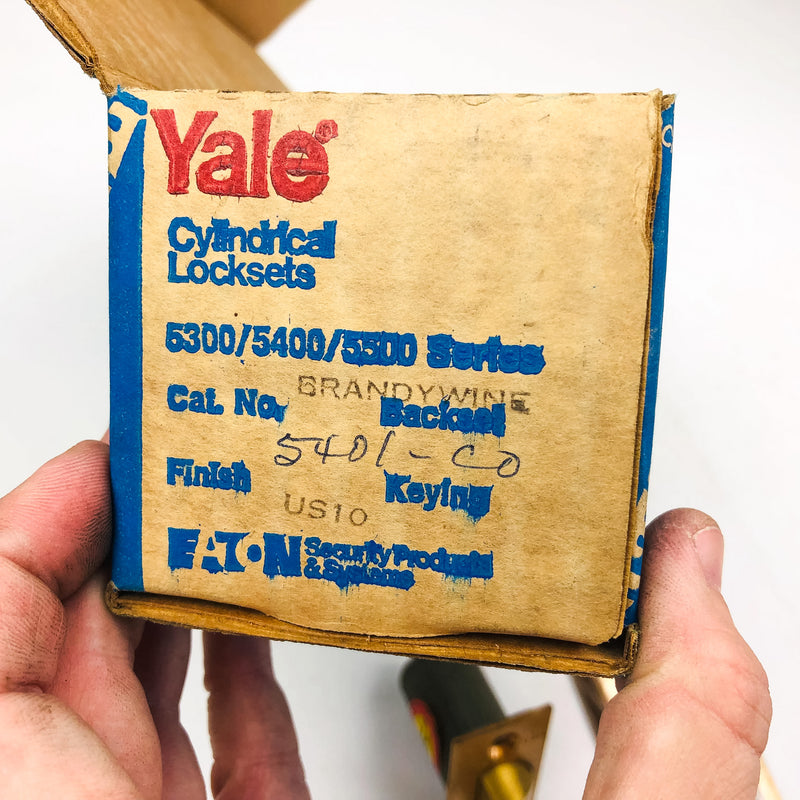 Yale®
Cylindrical
Locksets
5300/5400/5500 Series
BRANDYWINE
Cat. No. Backset
5401-CO
Finish Keying
US10
EATON Security Products
& Systems